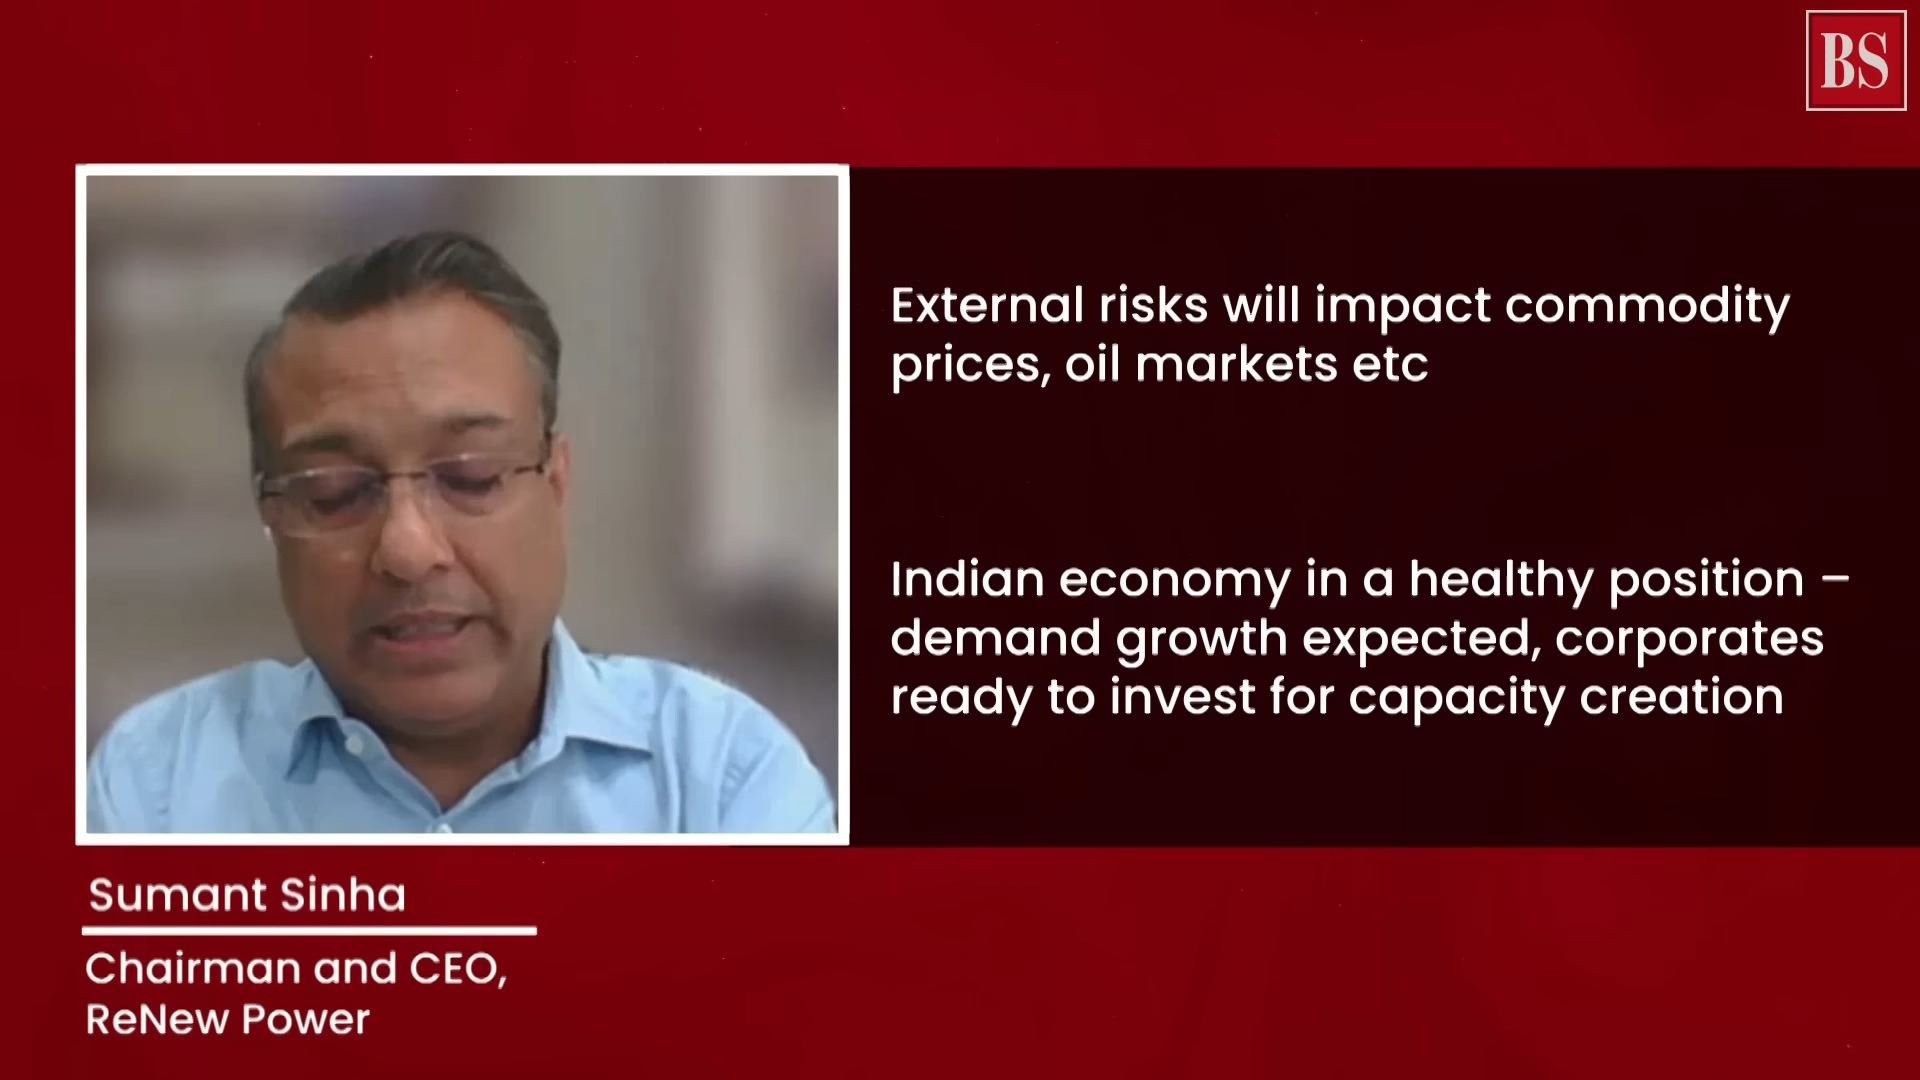 BS
External risks will impact commodity
prices, oil markets etc
Indian economy in a healthy position –
demand growth expected, corporates
ready to invest for capacity creation
Sumant Sinha
Chairman and CEO,
ReNew Power